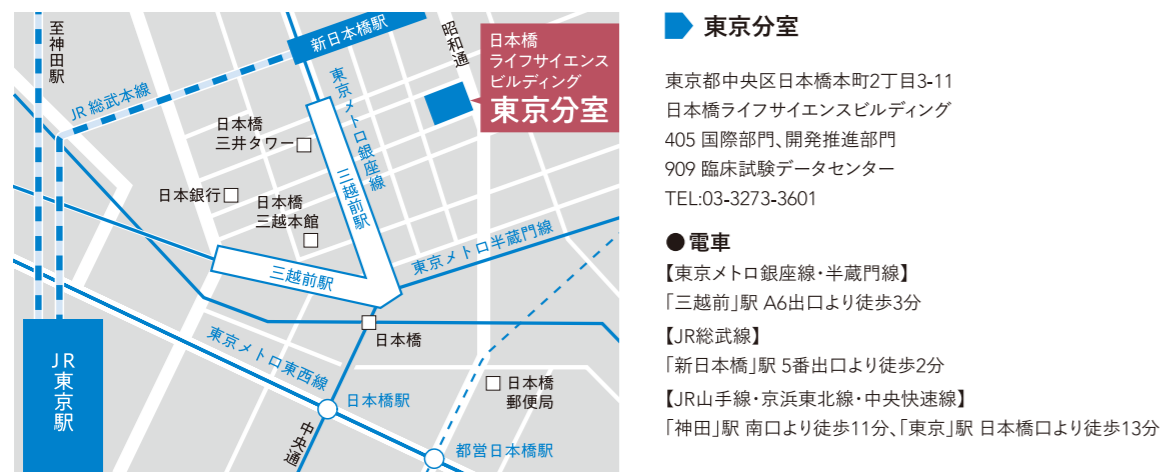 至神田駅
JR総武本線
新日本橋駅
昭和通
日本橋
ライフサイエンス
ビルディング
東京分室
東京メトロ銀座線
日本橋
三井タワー
三越前駅
日本銀行
日本橋
三越本館
東京メトロ半蔵門線
三越前駅
日本橋
東京メトロ東西線
JR東京駅
日本橋駅
日本橋
郵便局
中央通
都営日本橋駅
東京分室
東京都中央区日本橋本町2丁目3-11
日本橋ライフサイエンスビルディング
405 国際部門、開発推進部門
909 臨床試験データセンター
TEL:03-3273-3601
●電車
【東京メトロ銀座線・半蔵門線】
「三越前」駅 A6出口より徒歩3分
【JR総武線】
「新日本橋」駅 5番出口より徒歩2分
【JR山手線・京浜東北線・中央快速線】
「神田」駅 南口より徒歩11分、「東京」駅 日本橋口より徒歩13分